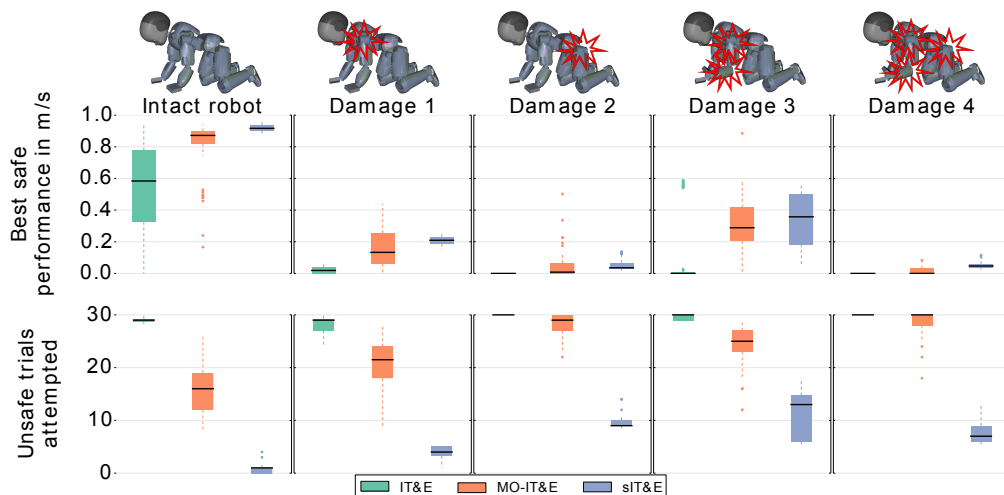 Intact robot Damage 1 Damage 2 Damage 3 Damage 4
Best safe
performance in m/s
1.0
0.8
0.6
0.4
0.2
0.0
Unsafe trials
attempted
30
20
10
0
IT&E MO-IT&E sIT&E